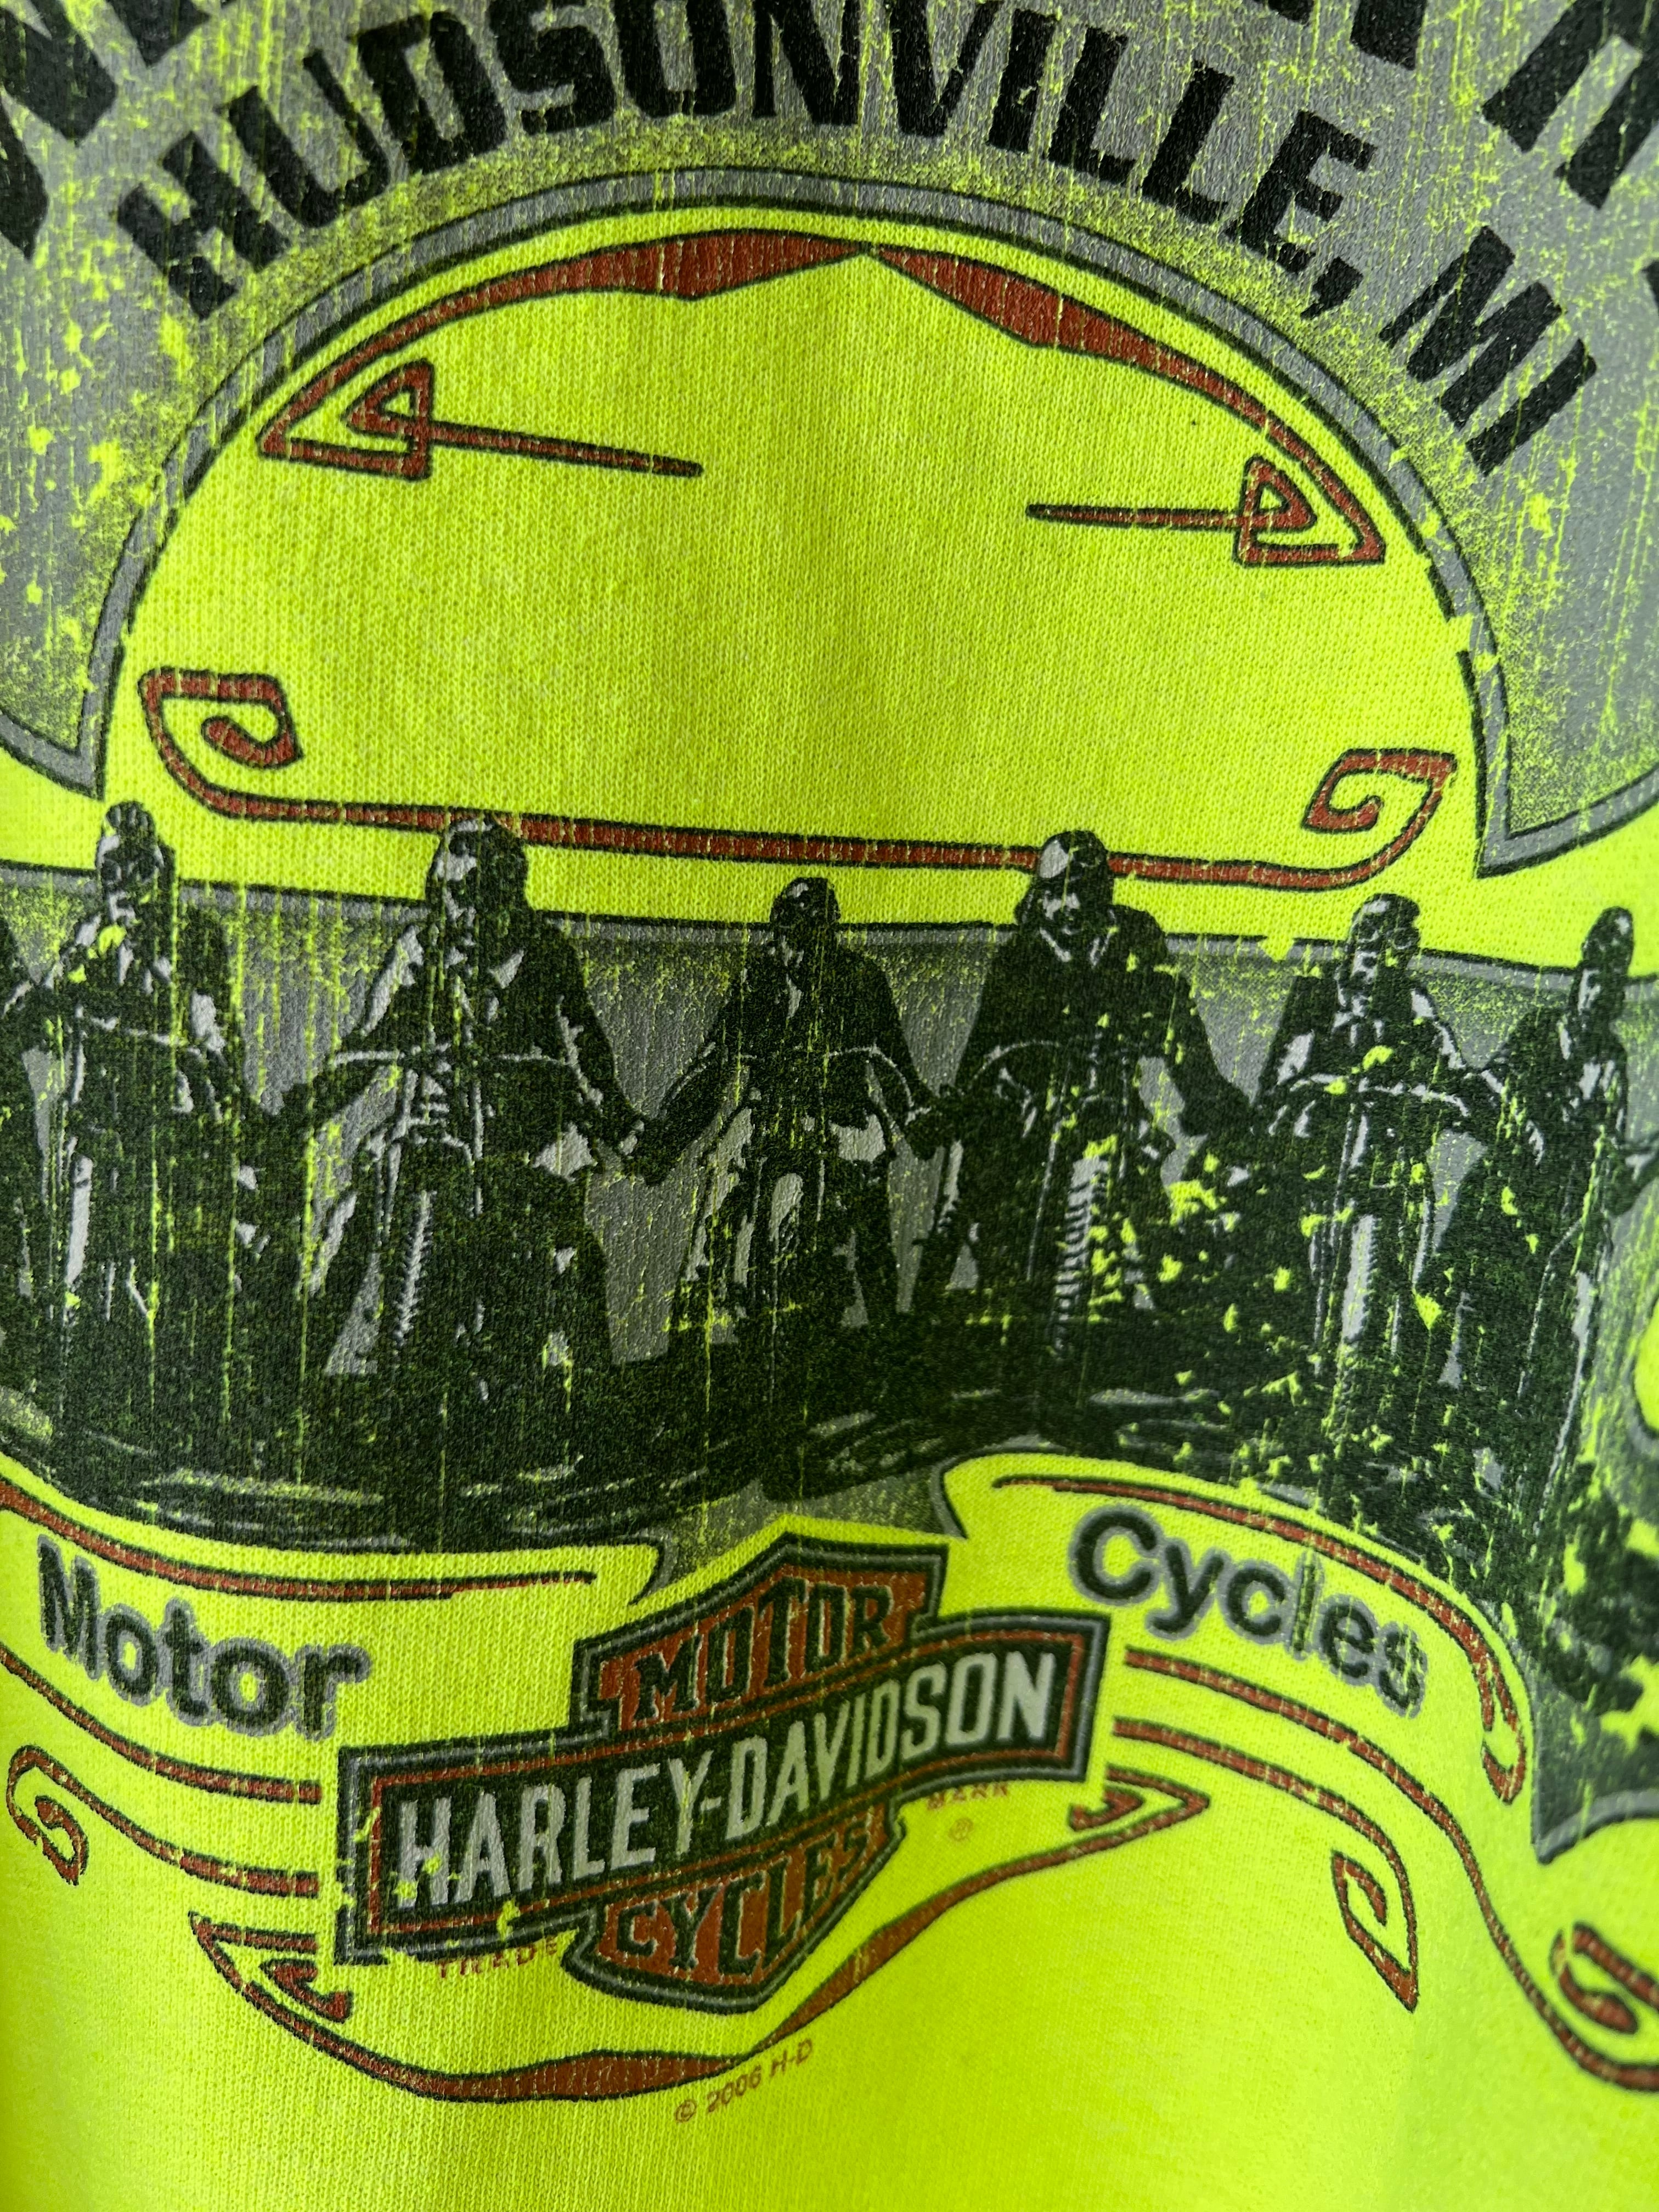 HUDSONVILLE, MI
Motor
Cycles
MOTOR
HARLEY-DAVIDSON
CYCLES
TRADE
MARK
®
© 2006 H-D